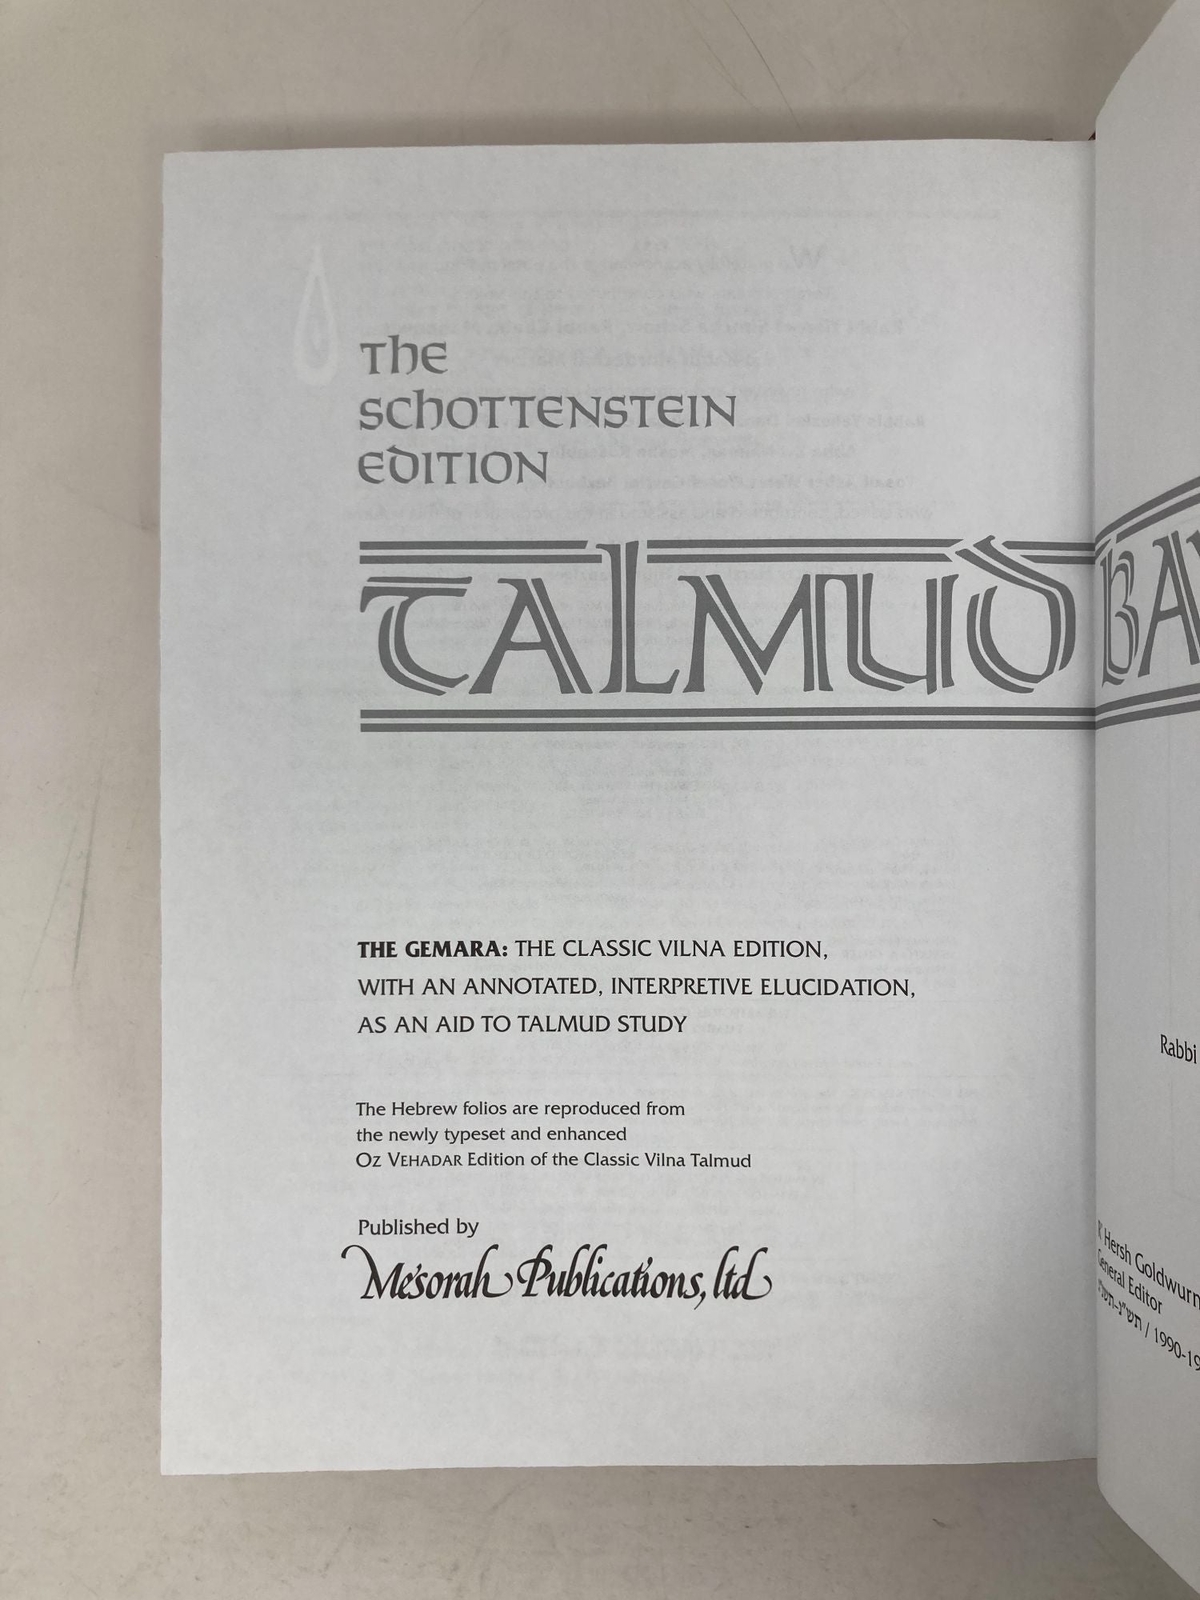 The
Schottenstein
Edition
TALMUD BA
THE GEMARA: THE CLASSIC VILNA EDITION,
WITH AN ANNOTATED, INTERPRETIVE ELUCIDATION,
AS AN AID TO TALMUD STUDY
The Hebrew folios are reproduced from
the newly typeset and enhanced
OZ VEHADAR Edition of the Classic Vilna Talmud
Published by
Mesorah Publications, ltd
Rabbi
R' Hersh Goldwurm
General Editor
/ 1990-19